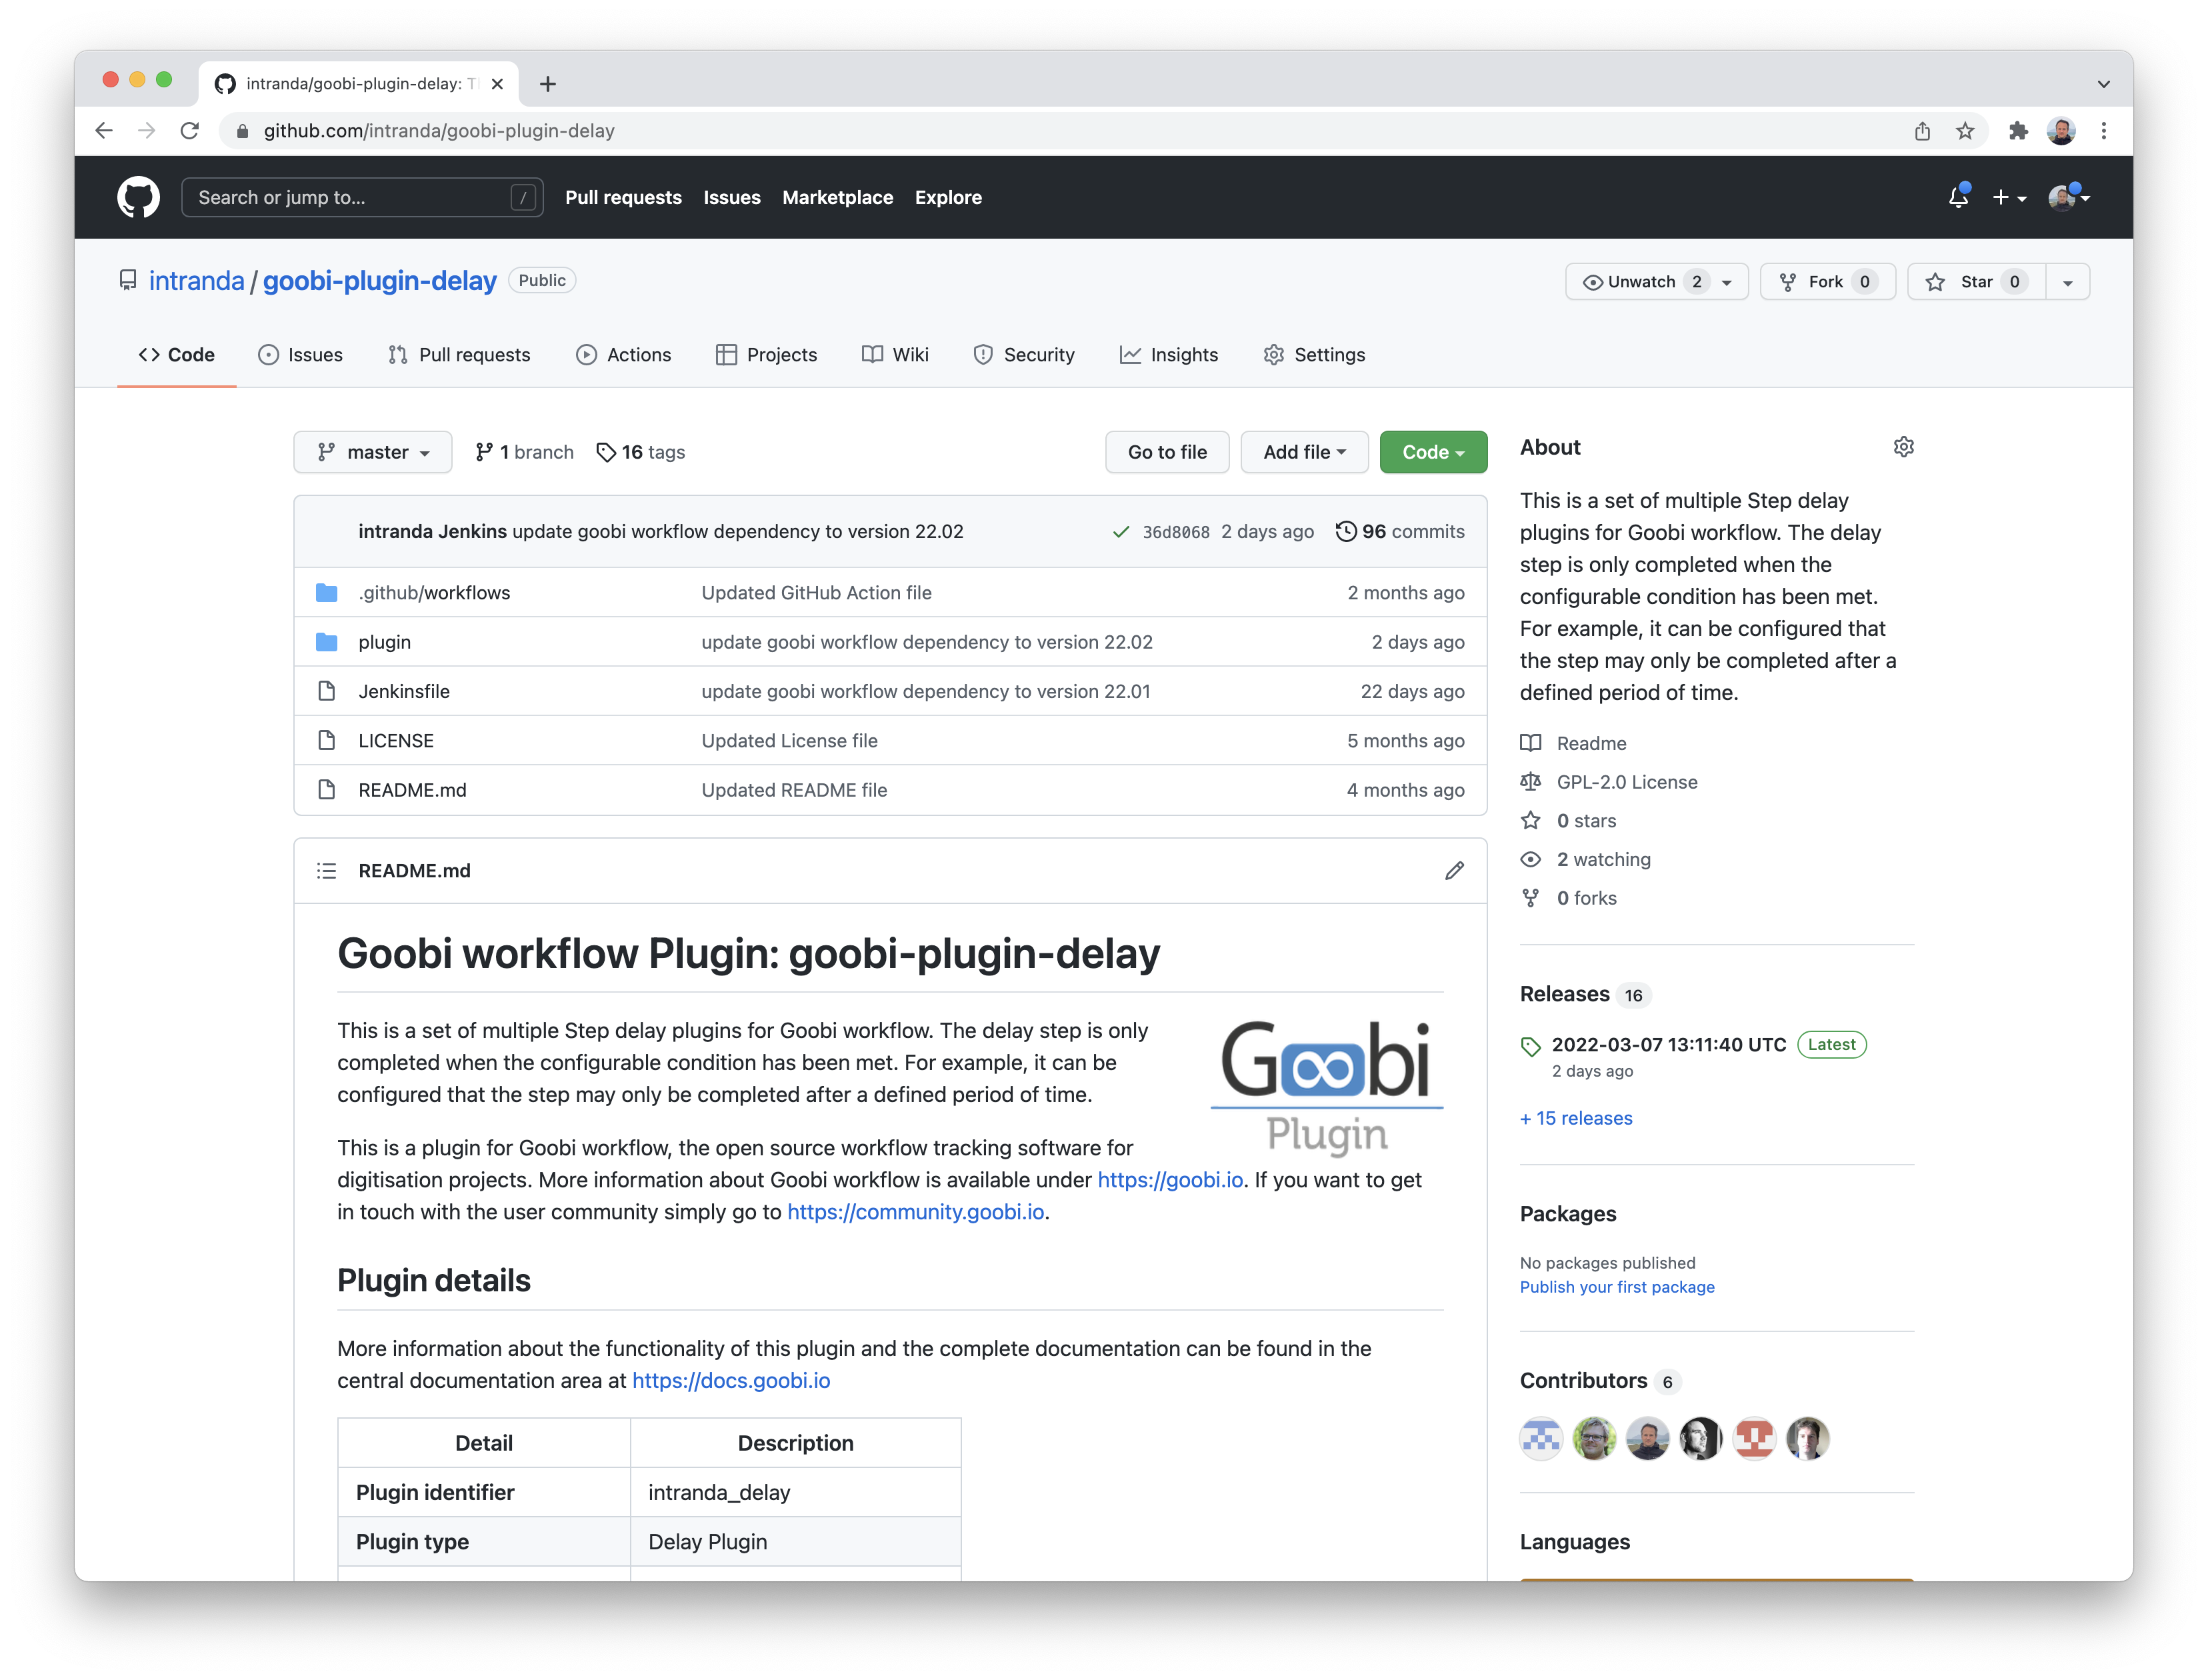 intranda/goobi-plugin-delay: T
github.com/intranda/goobi-plugin-delay
Search or jump to... / Pull requests Issues Marketplace Explore
intranda / goobi-plugin-delay Public
Unwatch 2 Fork 0 Star 0
Code Issues Pull requests Actions Projects Wiki Security Insights Settings
master 1 branch 16 tags Go to file Add file Code
intranda Jenkins update goobi workflow dependency to version 22.02 36d8068 2 days ago 96 commits
.github/workflows Updated GitHub Action file 2 months ago
plugin update goobi workflow dependency to version 22.02 2 days ago
Jenkinsfile update goobi workflow dependency to version 22.01 22 days ago
LICENSE Updated License file 5 months ago
README.md Updated README file 4 months ago
README.md
Goobi workflow Plugin: goobi-plugin-delay
This is a set of multiple Step delay plugins for Goobi workflow. The delay step is only
completed when the configurable condition has been met. For example, it can be
configured that the step may only be completed after a defined period of time.
Goobi
Plugin
This is a plugin for Goobi workflow, the open source workflow tracking software for
digitisation projects. More information about Goobi workflow is available under https://goobi.io. If you want to get
in touch with the user community simply go to https://community.goobi.io.
Plugin details
More information about the functionality of this plugin and the complete documentation can be found in the
central documentation area at https://docs.goobi.io
Detail Description
Plugin identifier intranda_delay
Plugin type Delay Plugin
About
This is a set of multiple Step delay
plugins for Goobi workflow. The delay
step is only completed when the
configurable condition has been met.
For example, it can be configured that
the step may only be completed after a
defined period of time.
Readme
GPL-2.0 License
0 stars
2 watching
0 forks
Releases 16
2022-03-07 13:11:40 UTC Latest
2 days ago
+ 15 releases
Packages
No packages published
Publish your first package
Contributors 6
Languages